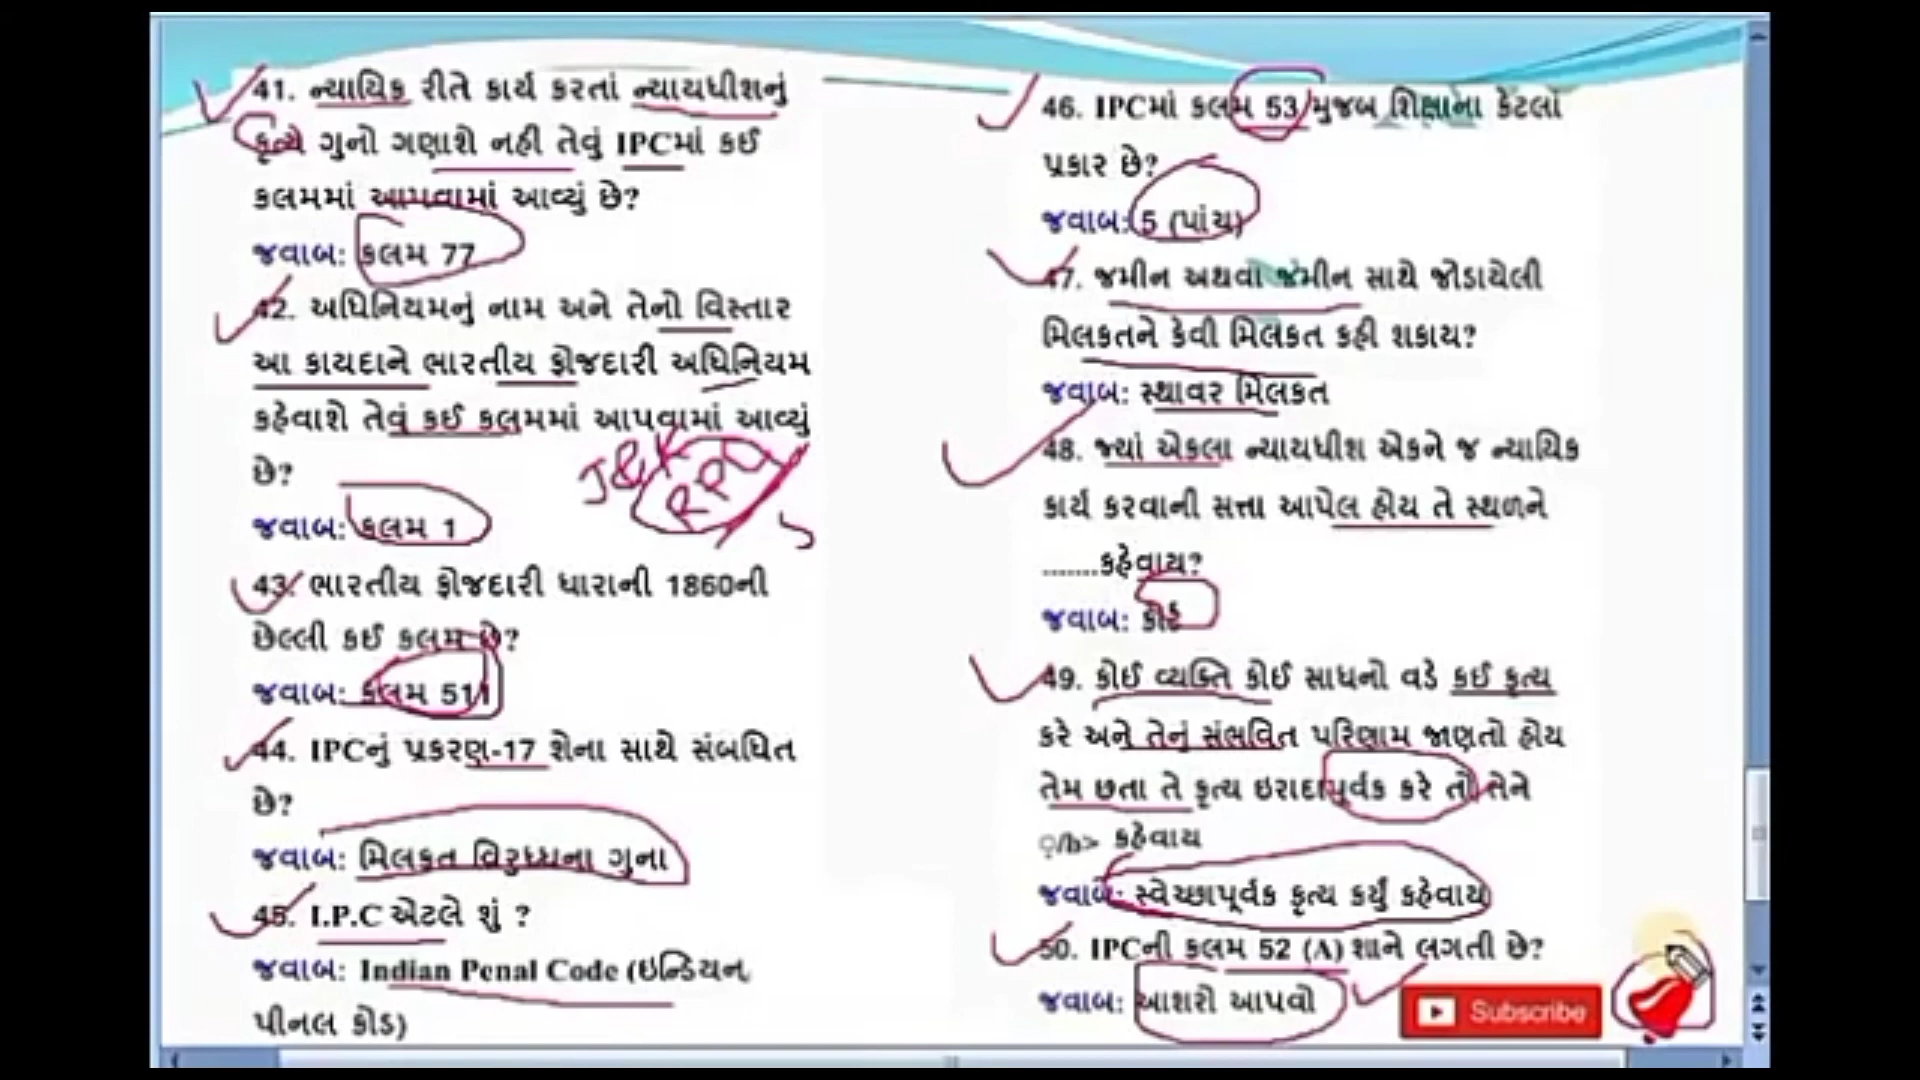 41. ન્યાયિક રીતે કાર્ય કરતાં ન્યાયધીશનું
કૃત્યે ગુનો ગણાશે નહી તેવું IPCમાં કઈ
કલમમાં આપવામાં આવ્યું છે?
જવાબ: કલમ 77
42. અધિનિયમનું નામ અને તેનો વિસ્તાર
આ કાયદાને ભારતીય ફોજદારી અધિનિયમ
કહેવાશે તેવું કઈ કલમમાં આપવામાં આવ્યું
છે?
J&K
RPC
જવાબ: કલમ 1
43. ભારતીય ફોજદારી ધારાની 1860ની
છેલ્લી કઈ કલમ છે?
જવાબ: કલમ 511
44. IPCનું પ્રકરણ-17 શેના સાથે સંબધિત
છે?
જવાબ: મિલકત વિરુધ્ધના ગુના
45. I.P.C એટલે શું ?
જવાબ: Indian Penal Code (ઇન્ડિયન
પીનલ કોડ)
46. IPCમાં કલમ 53 મુજબ શિક્ષાના કેટલાં
પ્રકાર છે?
જવાબ: 5 (પાંચ)
47. જમીન અથવા જમીન સાથે જોડાયેલી
મિલકતને કેવી મિલકત કહી શકાય?
જવાબ: સ્થાવર મિલકત
48. જ્યાં એકલા ન્યાયધીશ એકને જ ન્યાયિક
કાર્ય કરવાની સત્તા આપેલ હોય તે સ્થળને
.......કહેવાય?
જવાબ: કોર્ટ
49. કોઈ વ્યક્તિ કોઈ સાધનો વડે કઈ કૃત્ય
કરે અને તેનું સંભવિત પરિણામ જાણતો હોય
તેમ છતા તે કૃત્ય ઇરાદાપુર્વક કરે તો તેને
્/b> કહેવાય
જવાબ: સ્વેચ્છાપૂર્વક કૃત્ય કર્યું કહેવાય
50. IPCની કલમ 52 (A) શાને લગતી છે?
જવાબ: આશરો આપવો
Subscribe